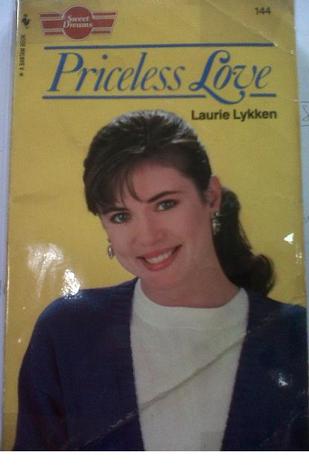 Sweet
Dreams
144
Priceless Love
Laurie Lykken